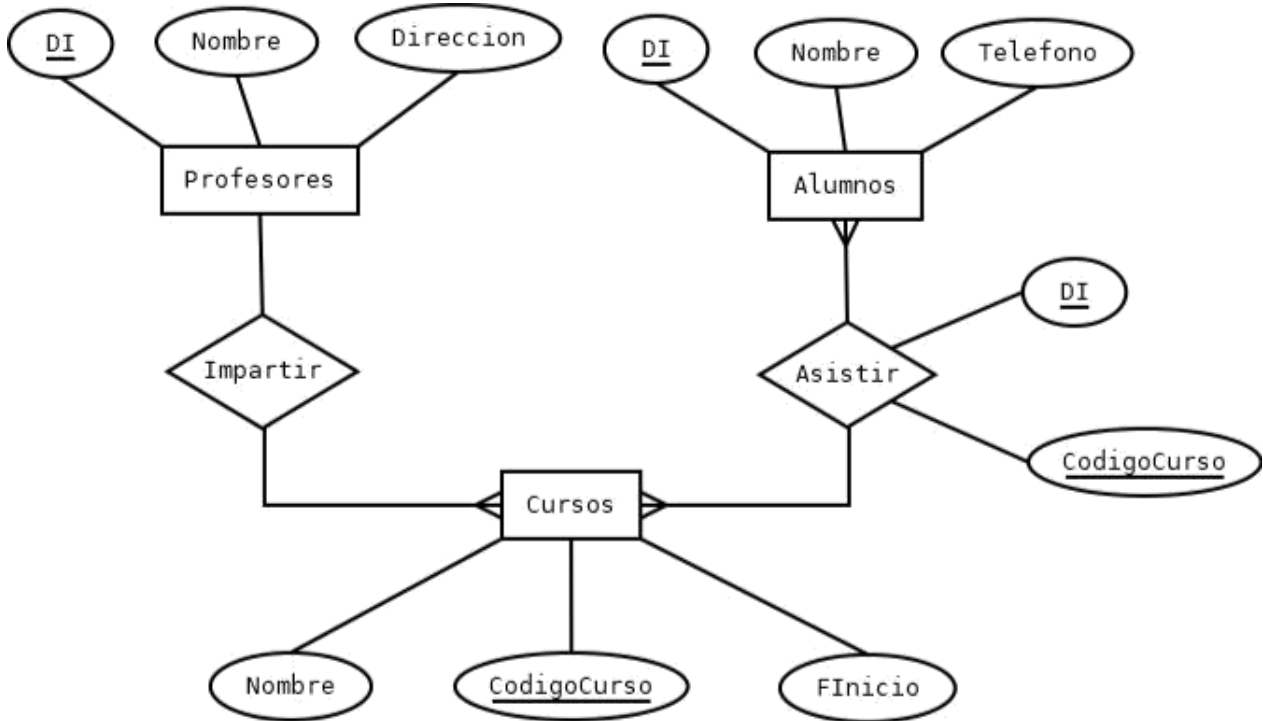 DI
Nombre
Direccion
DI
Nombre
Telefono
Profesores
Alumnos
DI
Impartir
Asistir
CodigoCurso
Cursos
Nombre
CodigoCurso
FInicio